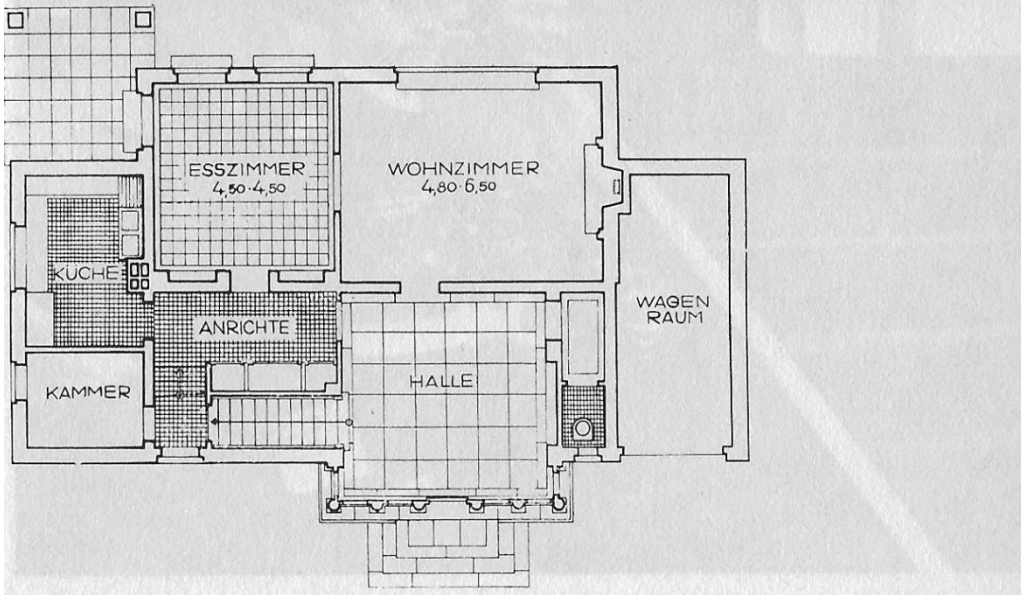 ESSZIMMER
4,50·4,50
WOHNZIMMER
4,80·6,50
KÜCHE
ANRICHTE
WAGEN
RAUM
KAMMER
HALLE